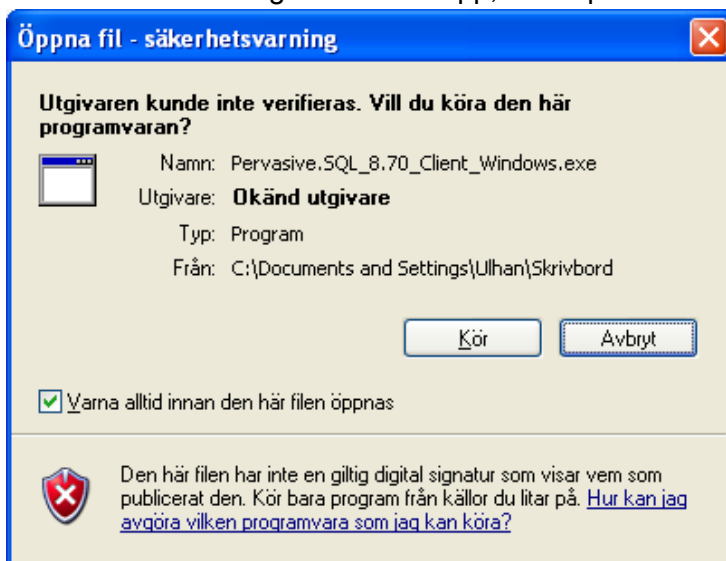 Öppna fil - säkerhetsvarning
Utgivaren kunde inte verifieras. Vill du köra den här
programvaran?
Namn: Pervasive.SQL_8.70_Client_Windows.exe
Utgivare: Okänd utgivare
Typ: Program
Från: C:\Documents and Settings\Ulhan\Skrivbord
Kör Avbryt
Varna alltid innan den här filen öppnas
Den här filen har inte en giltig digital signatur som visar vem som
publicerat den. Kör bara program från källor du litar på. Hur kan jag
avgöra vilken programvara som jag kan köra?